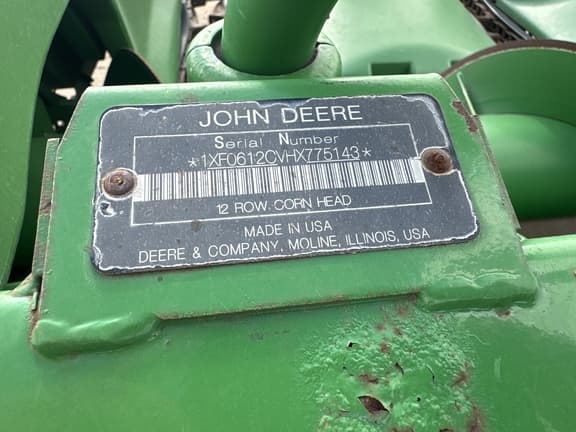 JOHN DEERE
Serial Number
*1XF0612CVHX775143*
12 ROW. CORN HEAD
MADE IN USA
DEERE & COMPANY, MOLINE, ILLINOIS, USA